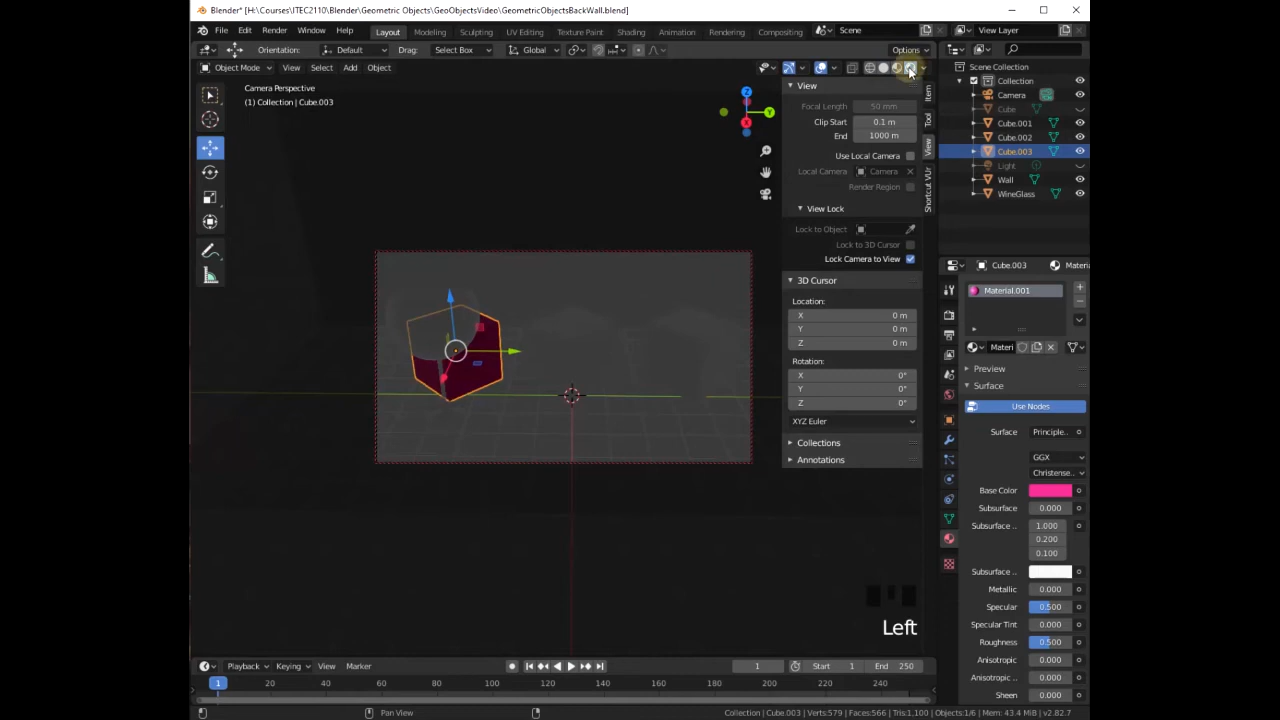 Blender* [H:\Courses\ITEC2110\Blender\Geometric Objects\GeoObjectsVideo\GeometricObjectsBackWall.blend]
File Edit Render Window Help Layout Modeling Sculpting UV Editing Texture Paint Shading Animation Rendering Compositing Scene View Layer
Orientation: Default Drag: Select Box Global Options
Object Mode View Select Add Object
Camera Perspective
(1) Collection | Cube.003
Z
Y
X
View
Focal Length 50 mm
Clip Start 0.1 m
End 1000 m
Use Local Camera
Local Camera Camera
Render Region
View Lock
Lock to Object
Lock to 3D Cursor
Lock Camera to View
3D Cursor
Location:
X 0 m
Y 0 m
Z 0 m
Rotation:
X 0°
Y 0°
Z 0°
XYZ Euler
Collections
Annotations
Item
Tool
View
Shortcut VUr
Scene Collection
Collection
Camera
Cube
Cube.001
Cube.002
Cube.003
Light
Wall
WineGlass
Cube.003 Materi
Material.001
Materi
Preview
Surface
Use Nodes
Surface Principle..
GGX
Christense..
Base Color
Subsurface 0.000
Subsurface .. 1.000
0.200
0.100
Subsurface ..
Metallic 0.000
Specular 0.500
Specular Tint 0.000
Roughness 0.500
Anisotropic 0.000
Anisotropic .. 0.000
Sheen 0.000
Left
Playback Keying View Marker 1 Start 1 End 250
1 20 40 60 80 100 120 140 160 180 200 220 240
Pan View Collection | Cube.003 | Verts:579 | Faces:566 | Tris:1,100 | Objects:1/6 | Mem: 43.4 MiB | v2.82.7